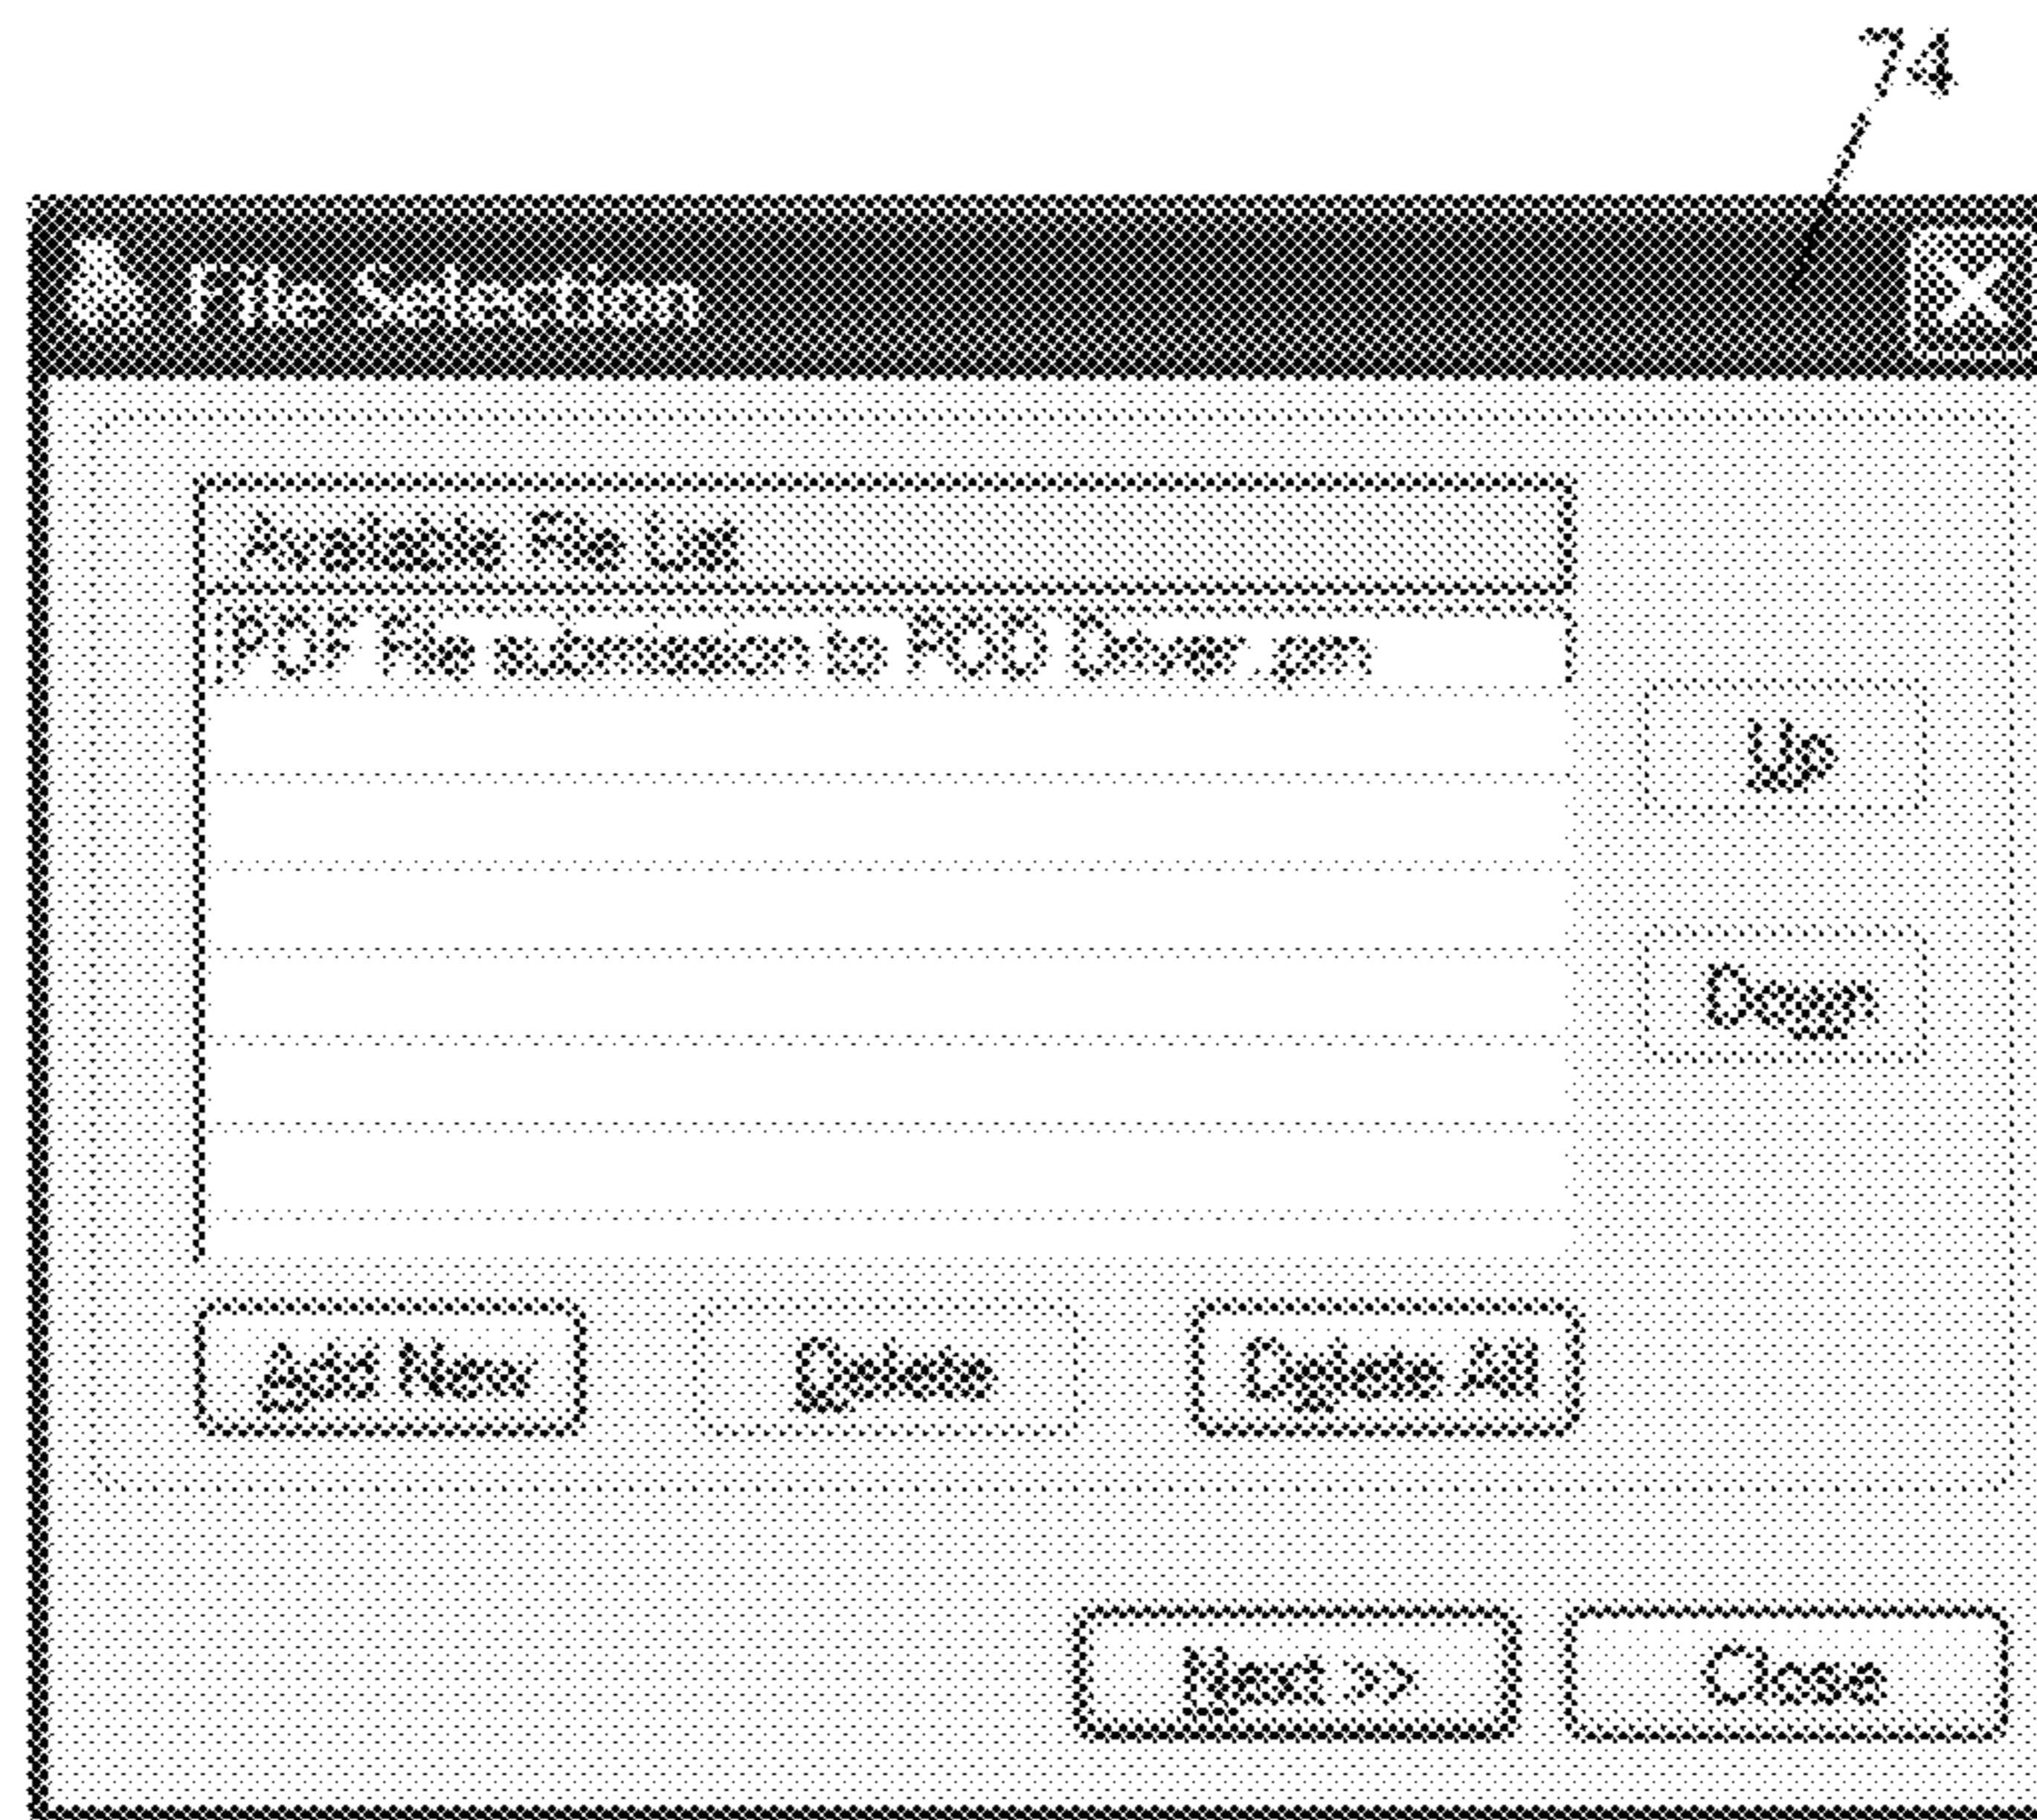 74
File Selection
Available File List
PDF File submission to POD Driver.pm
Up
Down
Add New
Delete
Delete All
Next >>
Close